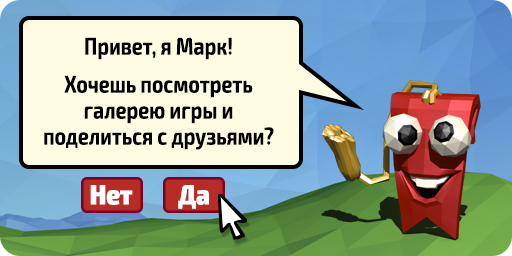 Привет, я Марк!
Хочешь посмотреть
галерею игры и
поделиться с друзьями?
Нет Да